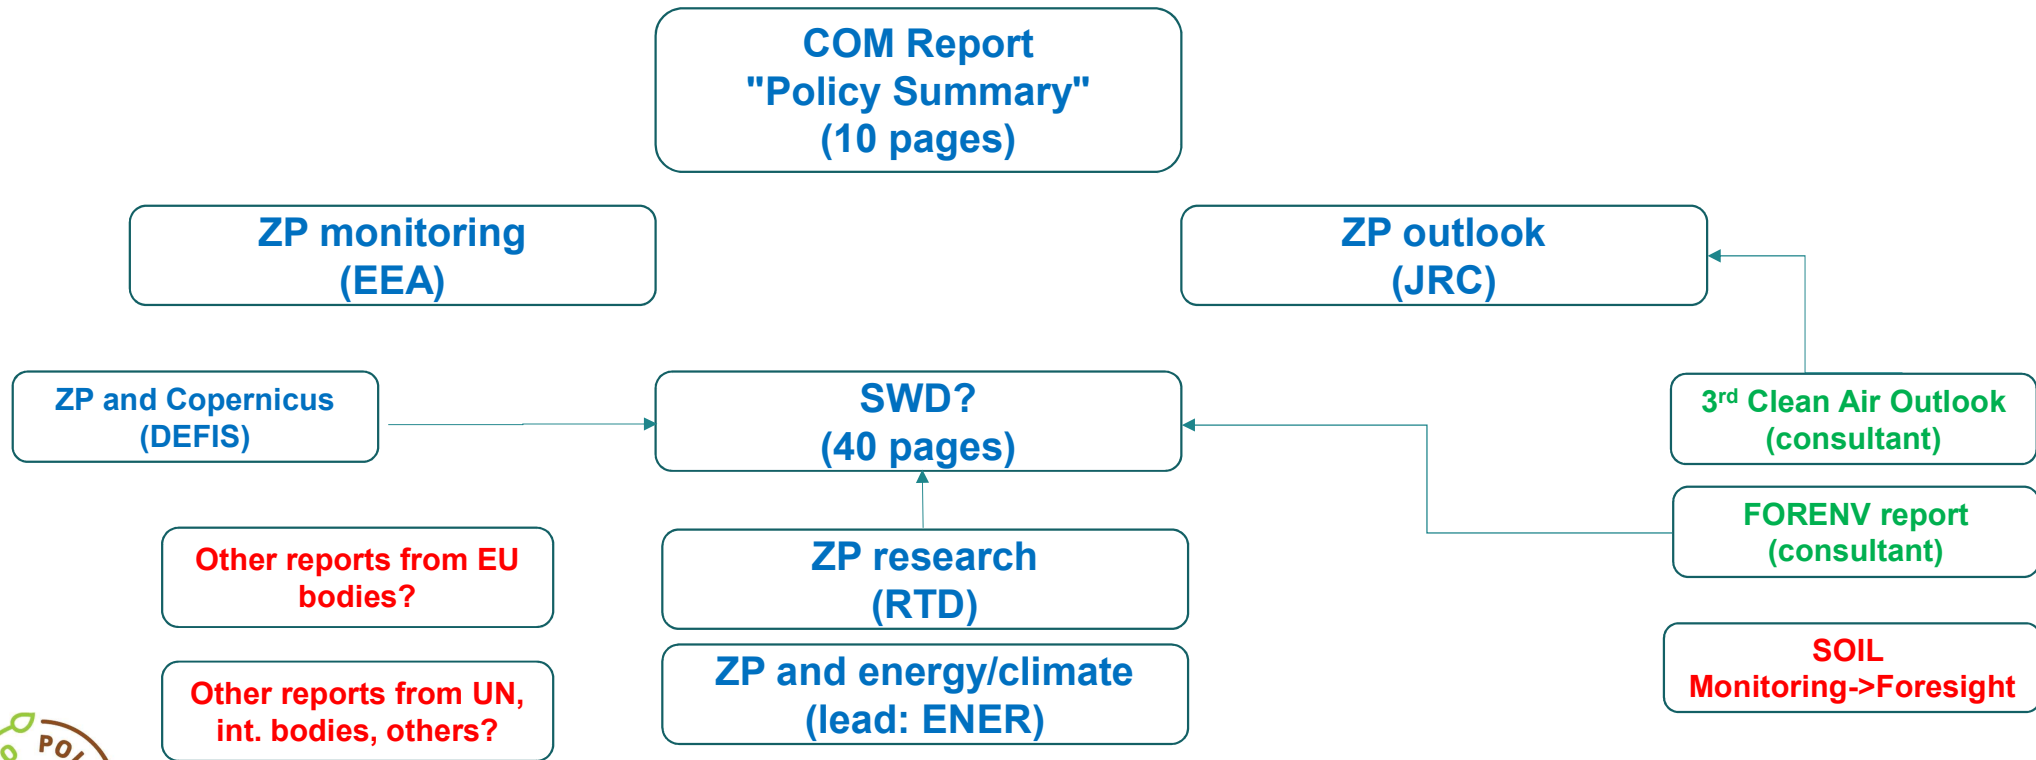 COM Report
"Policy Summary"
(10 pages)
ZP monitoring
(EEA)
ZP outlook
(JRC)
ZP and Copernicus
(DEFIS)
SWD?
(40 pages)
3rd Clean Air Outlook
(consultant)
FORENV report
(consultant)
Other reports from EU
bodies?
ZP research
(RTD)
SOIL
Monitoring->Foresight
Other reports from UN,
int. bodies, others?
ZP and energy/climate
(lead: ENER)